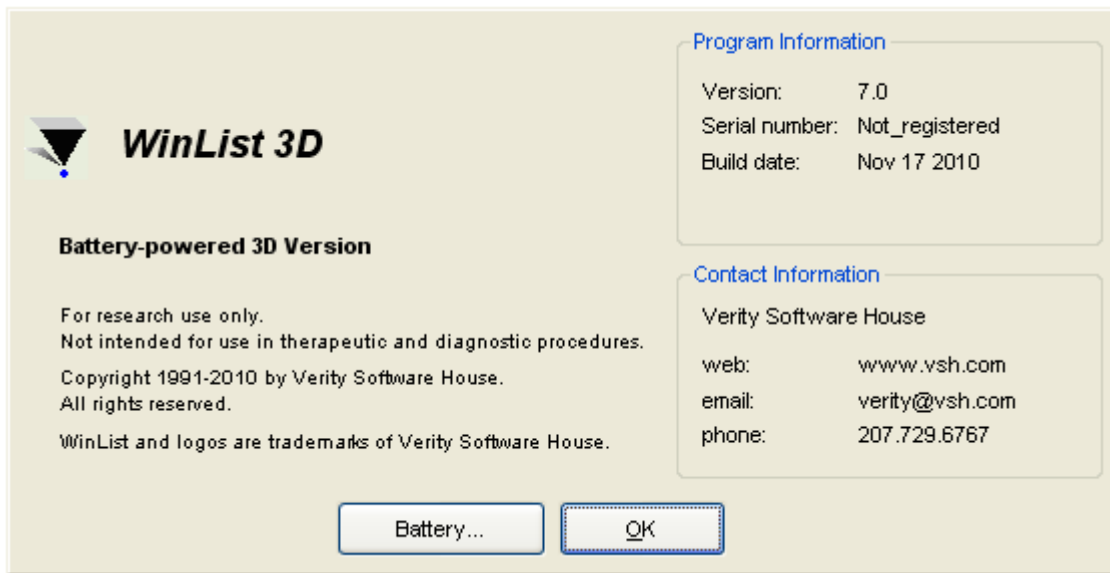 WinList 3D
Battery-powered 3D Version
For research use only.
Not intended for use in therapeutic and diagnostic procedures.
Copyright 1991-2010 by Verity Software House.
All rights reserved.
WinList and logos are trademarks of Verity Software House.
Program Information
Version: 7.0
Serial number: Not_registered
Build date: Nov 17 2010
Contact Information
Verity Software House
web: www.vsh.com
email: verity@vsh.com
phone: 207.729.6767
Battery...
OK